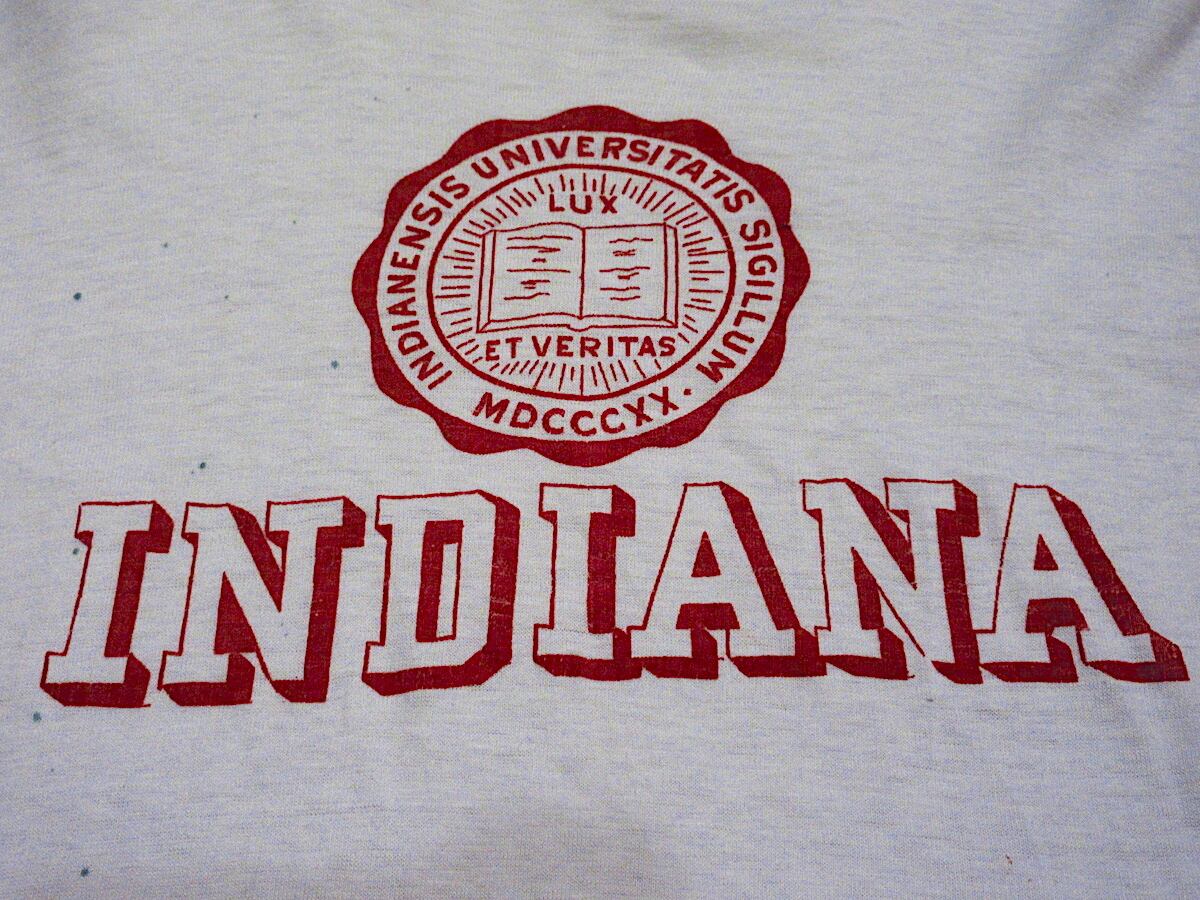 INDIANENSIS UNIVERSITATIS SIGILLUM
LUX
ET VERITAS
MDCCCXX.
INDIANA